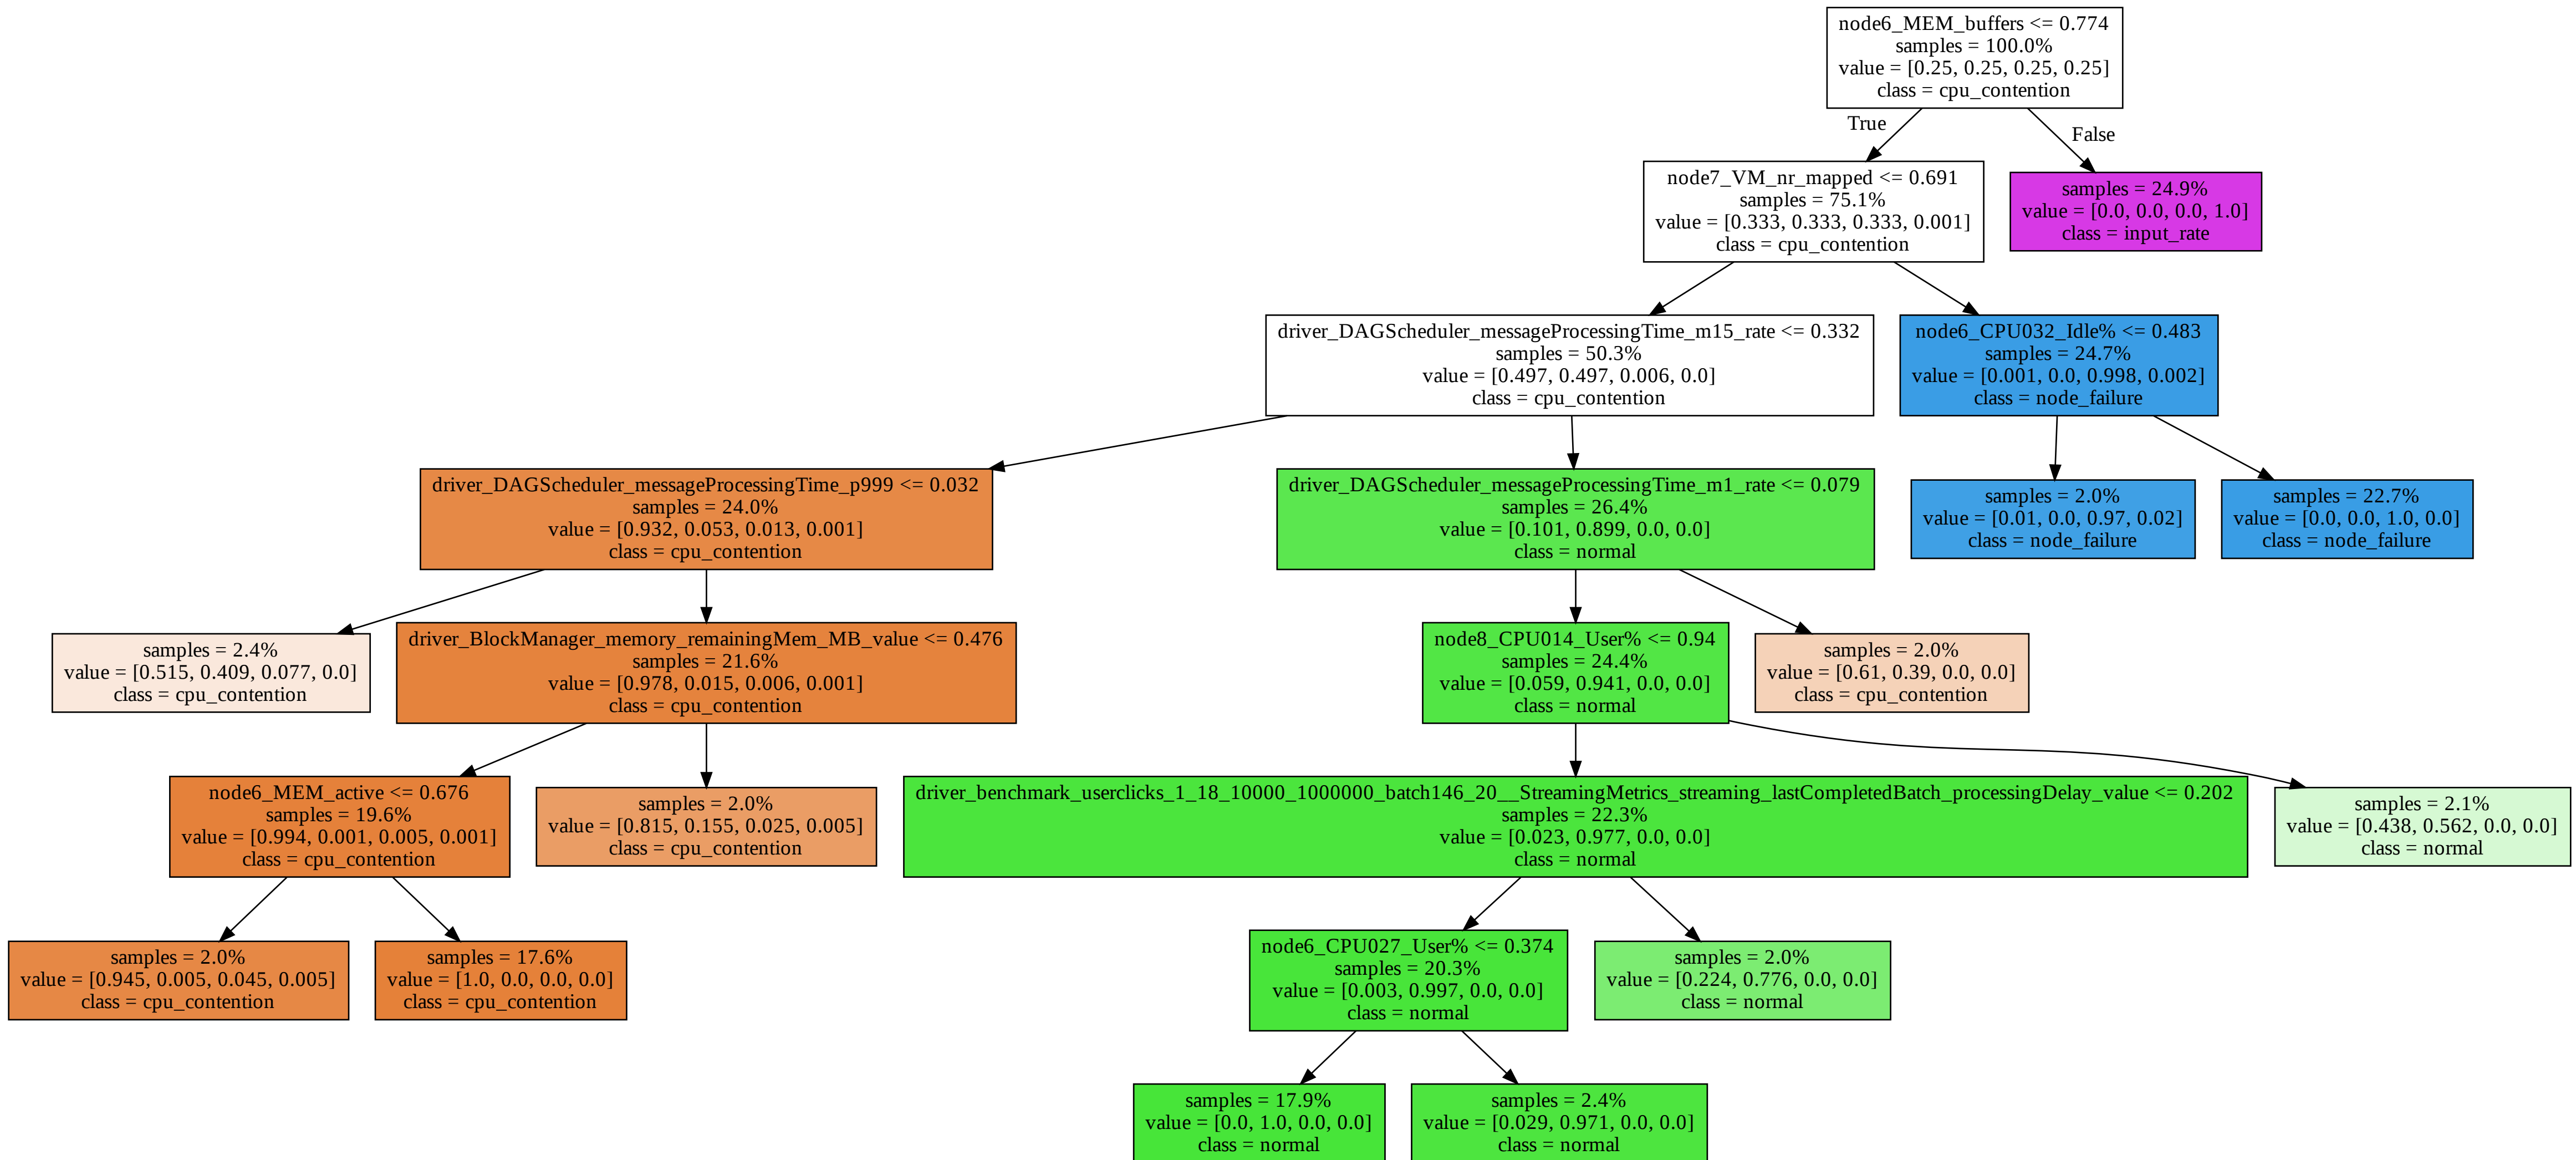 node6_MEM_buffers <= 0.774
samples = 100.0%
value = [0.25, 0.25, 0.25, 0.25]
class = cpu_contention
True
False
node7_VM_nr_mapped <= 0.691
samples = 75.1%
value = [0.333, 0.333, 0.333, 0.001]
class = cpu_contention
samples = 24.9%
value = [0.0, 0.0, 0.0, 1.0]
class = input_rate
driver_DAGScheduler_messageProcessingTime_m15_rate <= 0.332
samples = 50.3%
value = [0.497, 0.497, 0.006, 0.0]
class = cpu_contention
node6_CPU032_Idle% <= 0.483
samples = 24.7%
value = [0.001, 0.0, 0.998, 0.002]
class = node_failure
driver_DAGScheduler_messageProcessingTime_p999 <= 0.032
samples = 24.0%
value = [0.932, 0.053, 0.013, 0.001]
class = cpu_contention
driver_DAGScheduler_messageProcessingTime_m1_rate <= 0.079
samples = 26.4%
value = [0.101, 0.899, 0.0, 0.0]
class = normal
samples = 2.0%
value = [0.01, 0.0, 0.97, 0.02]
class = node_failure
samples = 22.7%
value = [0.0, 0.0, 1.0, 0.0]
class = node_failure
samples = 2.4%
value = [0.515, 0.409, 0.077, 0.0]
class = cpu_contention
driver_BlockManager_memory_remainingMem_MB_value <= 0.476
samples = 21.6%
value = [0.978, 0.015, 0.006, 0.001]
class = cpu_contention
node8_CPU014_User% <= 0.94
samples = 24.4%
value = [0.059, 0.941, 0.0, 0.0]
class = normal
samples = 2.0%
value = [0.61, 0.39, 0.0, 0.0]
class = cpu_contention
node6_MEM_active <= 0.676
samples = 19.6%
value = [0.994, 0.001, 0.005, 0.001]
class = cpu_contention
samples = 2.0%
value = [0.815, 0.155, 0.025, 0.005]
class = cpu_contention
driver_benchmark_userclicks_1_18_10000_1000000_batch146_20__StreamingMetrics_streaming_lastCompletedBatch_processingDelay_value <= 0.202
samples = 22.3%
value = [0.023, 0.977, 0.0, 0.0]
class = normal
samples = 2.1%
value = [0.438, 0.562, 0.0, 0.0]
class = normal
samples = 2.0%
value = [0.945, 0.005, 0.045, 0.005]
class = cpu_contention
samples = 17.6%
value = [1.0, 0.0, 0.0, 0.0]
class = cpu_contention
node6_CPU027_User% <= 0.374
samples = 20.3%
value = [0.003, 0.997, 0.0, 0.0]
class = normal
samples = 2.0%
value = [0.224, 0.776, 0.0, 0.0]
class = normal
samples = 17.9%
value = [0.0, 1.0, 0.0, 0.0]
class = normal
samples = 2.4%
value = [0.029, 0.971, 0.0, 0.0]
class = normal